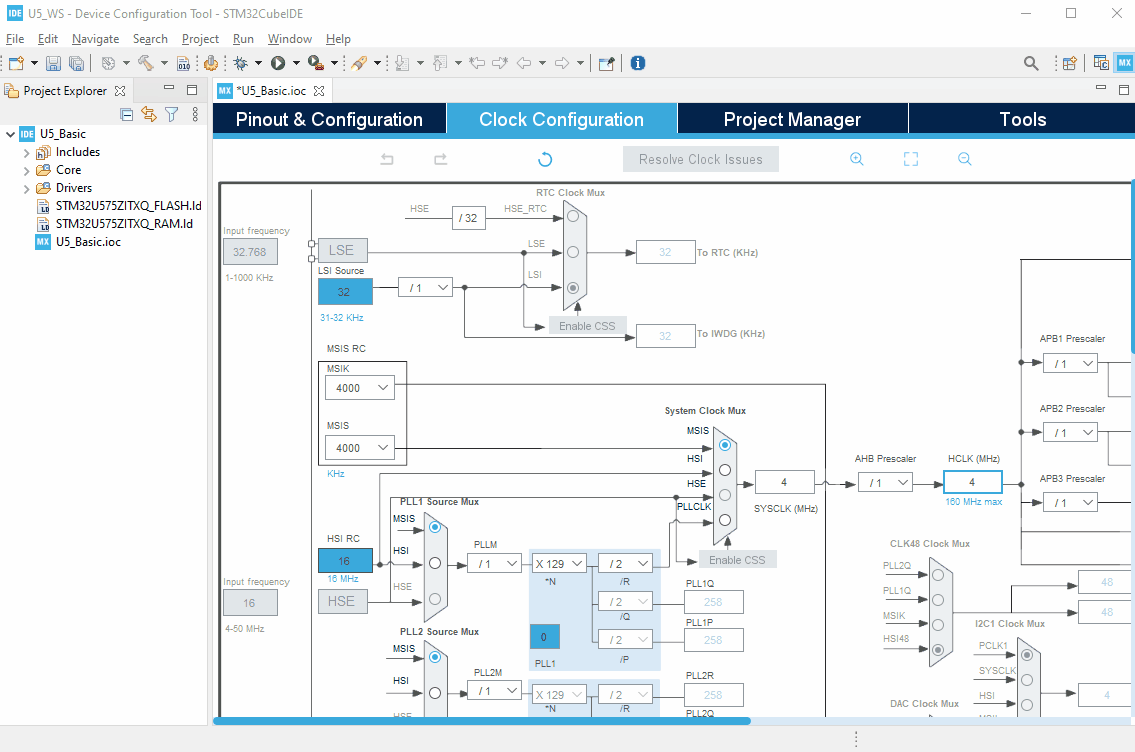 IDE U5_WS - Device Configuration Tool - STM32CubeIDE
File Edit Navigate Search Project Run Window Help
010
MX
Project Explorer
MX *U5_Basic.ioc
IDE U5_Basic
Includes
Core
Drivers
STM32U575ZITXQ_FLASH.ld
STM32U575ZITXQ_RAM.ld
MX U5_Basic.ioc
Pinout & Configuration
Clock Configuration
Project Manager
Tools
Resolve Clock Issues
RTC Clock Mux
HSE
/ 32
HSE_RTC
Input frequency
32.768
1-1000 KHz
LSE
LSE
32
To RTC (KHz)
LSI Source
32
31-32 KHz
/ 1
LSI
Enable CSS
32
To IWDG (KHz)
MSIS RC
MSIK
4000
MSIS
4000
KHz
System Clock Mux
MSIS
HSI
HSE
PLLCLK
4
SYSCLK (MHz)
Enable CSS
AHB Prescaler
/ 1
HCLK (MHz)
4
160 MHz max
APB1 Prescaler
/ 1
APB2 Prescaler
/ 1
APB3 Prescaler
/ 1
PLL1 Source Mux
MSIS
HSI
HSE
HSI RC
16
16 MHz
Input frequency
16
4-50 MHz
HSE
PLLM
/ 1
X 129
*N
/ 2
/R
/ 2
/Q
/ 2
/P
0
PLL1
PLL1Q
258
PLL1P
258
PLL2 Source Mux
MSIS
HSI
HSE
PLL2M
/ 1
X 129
*N
/ 2
/R
PLL2R
258
PLL2Q
CLK48 Clock Mux
PLL2Q
PLL1Q
MSIK
HSI48
48
48
I2C1 Clock Mux
PCLK1
SYSCLK
HSI
4
DAC Clock Mux